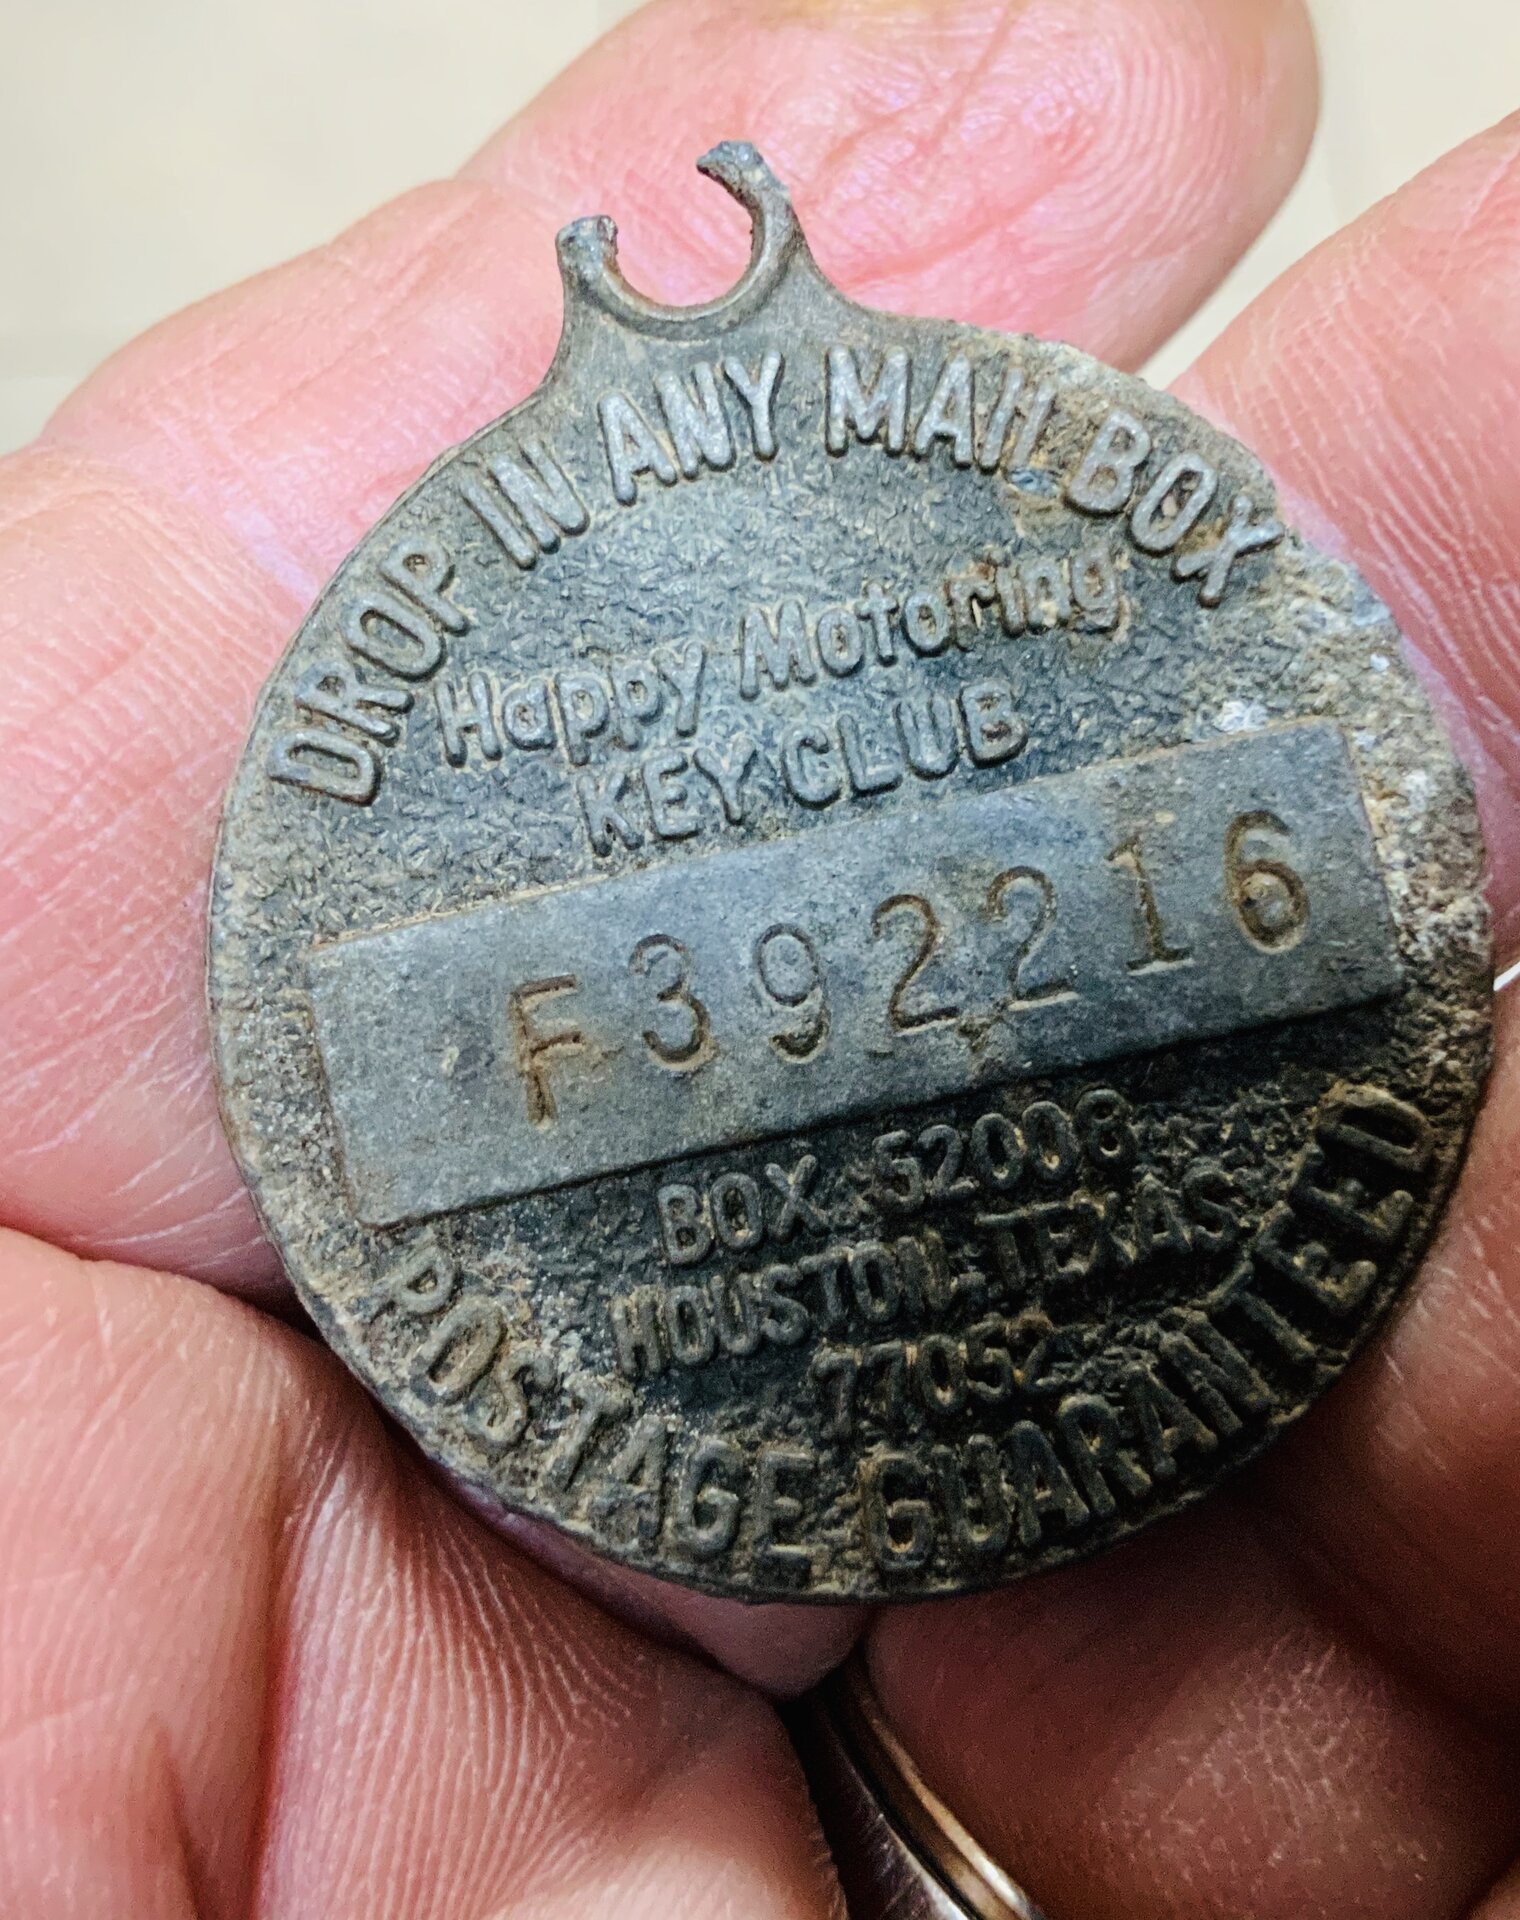 DROP IN ANY MAIL BOX
Happy Motoring
KEY CLUB
F392216
BOX 52008
HOUSTON, TEXAS
77052
POSTAGE GUARANTEED